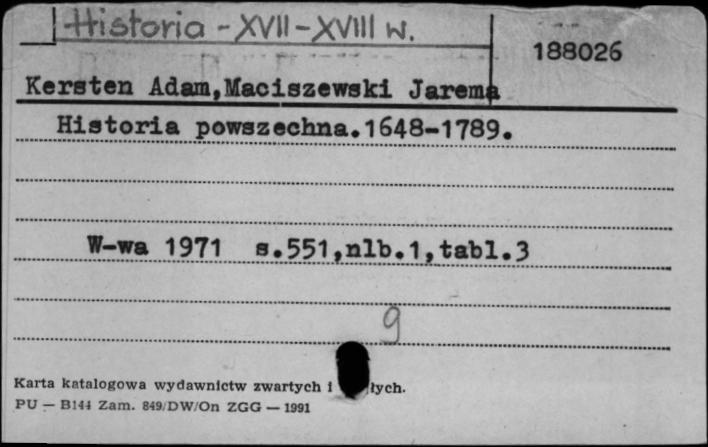 Historia - XVII - XVIII w.
188026
Kersten Adam,Maciszewski Jarema
Historia powszechna.1648-1789.
W-wa 1971 s.551,nlb.1,tabl.3
9
Karta katalogowa wydawnictw zwartych i
PU — B144 Zam. 849/DW/On ZGG — 1991